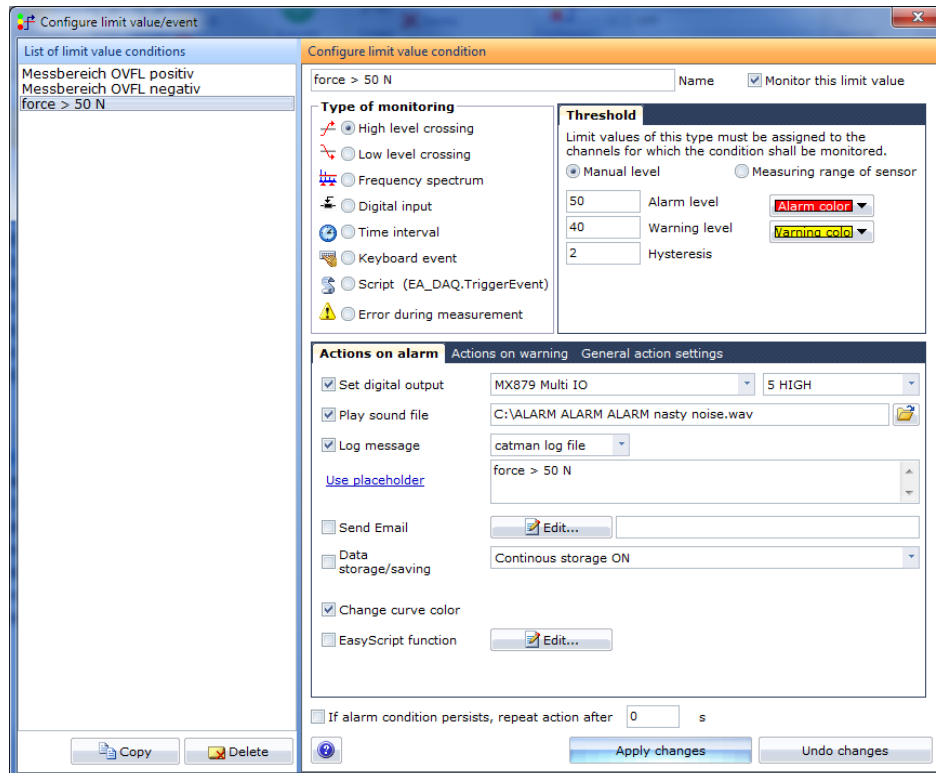 Configure limit value/event
List of limit value conditions
Messbereich OVFL positiv
Messbereich OVFL negativ
force > 50 N
Copy
Delete
Configure limit value condition
force > 50 N Name Monitor this limit value
Type of monitoring
High level crossing
Low level crossing
Frequency spectrum
Digital input
Time interval
Keyboard event
Script (EA_DAQ.TriggerEvent)
Error during measurement
Threshold
Limit values of this type must be assigned to the
channels for which the condition shall be monitored.
Manual level Measuring range of sensor
50 Alarm level Alarm color
40 Warning level Warning colo
2 Hysteresis
Actions on alarm Actions on warning General action settings
Set digital output MX879 Multi IO 5 HIGH
Play sound file C:\ALARM ALARM ALARM nasty noise.wav
Log message catman log file
Use placeholder force > 50 N
Send Email Edit...
Data
storage/saving Continous storage ON
Change curve color
EasyScript function Edit...
If alarm condition persists, repeat action after 0 s
Apply changes Undo changes